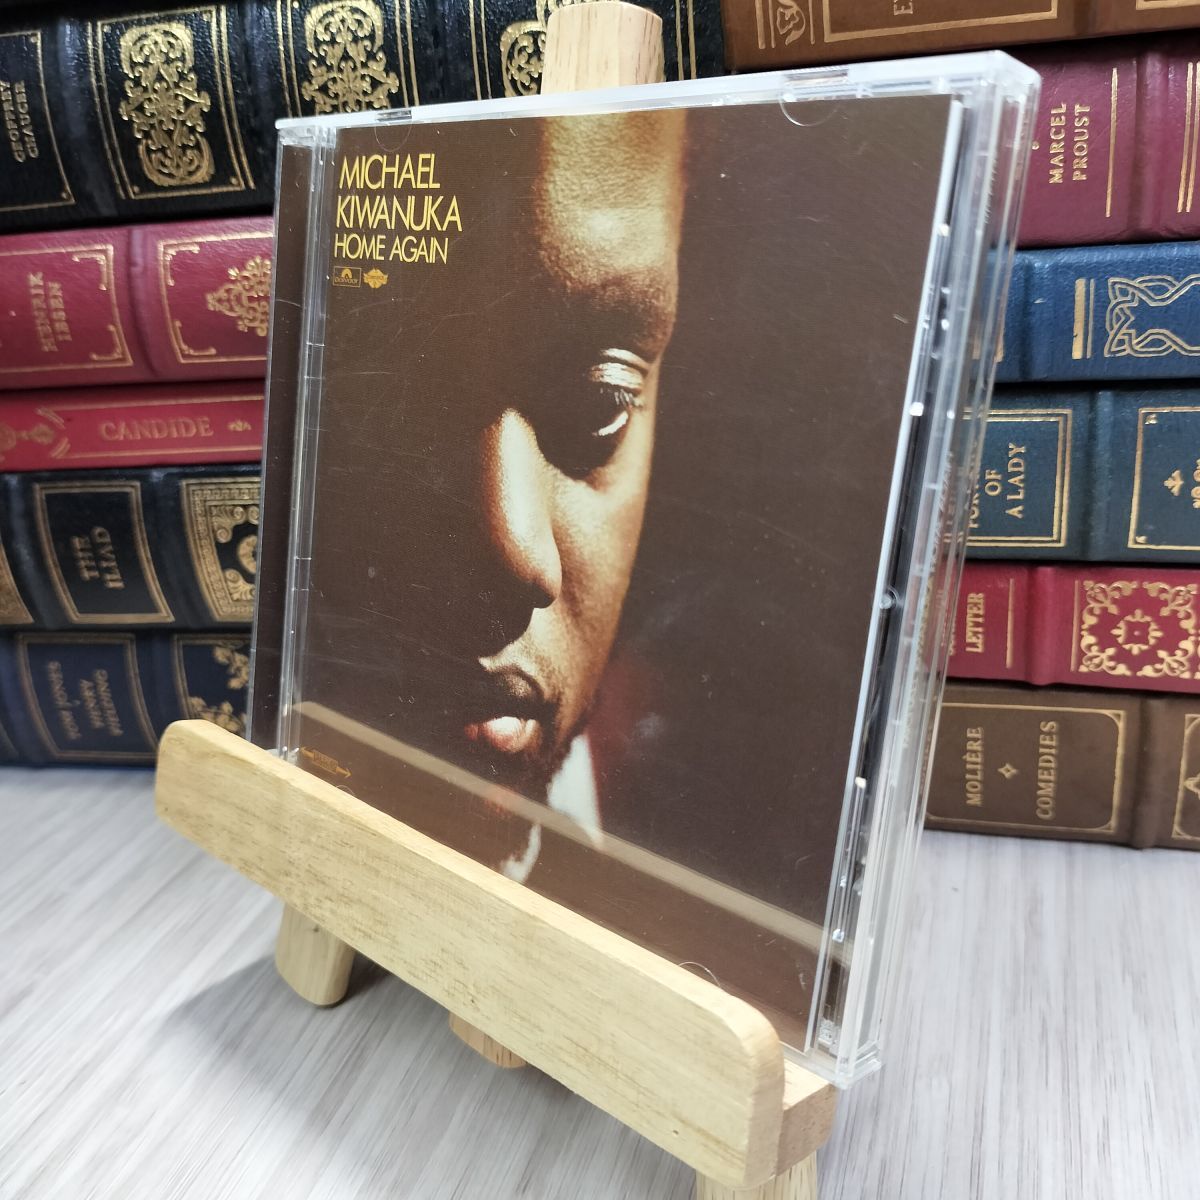 MICHAEL
KIWANUKA
HOME AGAIN
polydor
GEOFFREY
CHAUCER
HENRIK
IBSEN
CANDIDE
THE
ILIAD
TOM JONES
HENRY
FIELDING
MARCEL
PROUST
OF
A LADY
LETTER
MOLIÈRE
COMEDIES